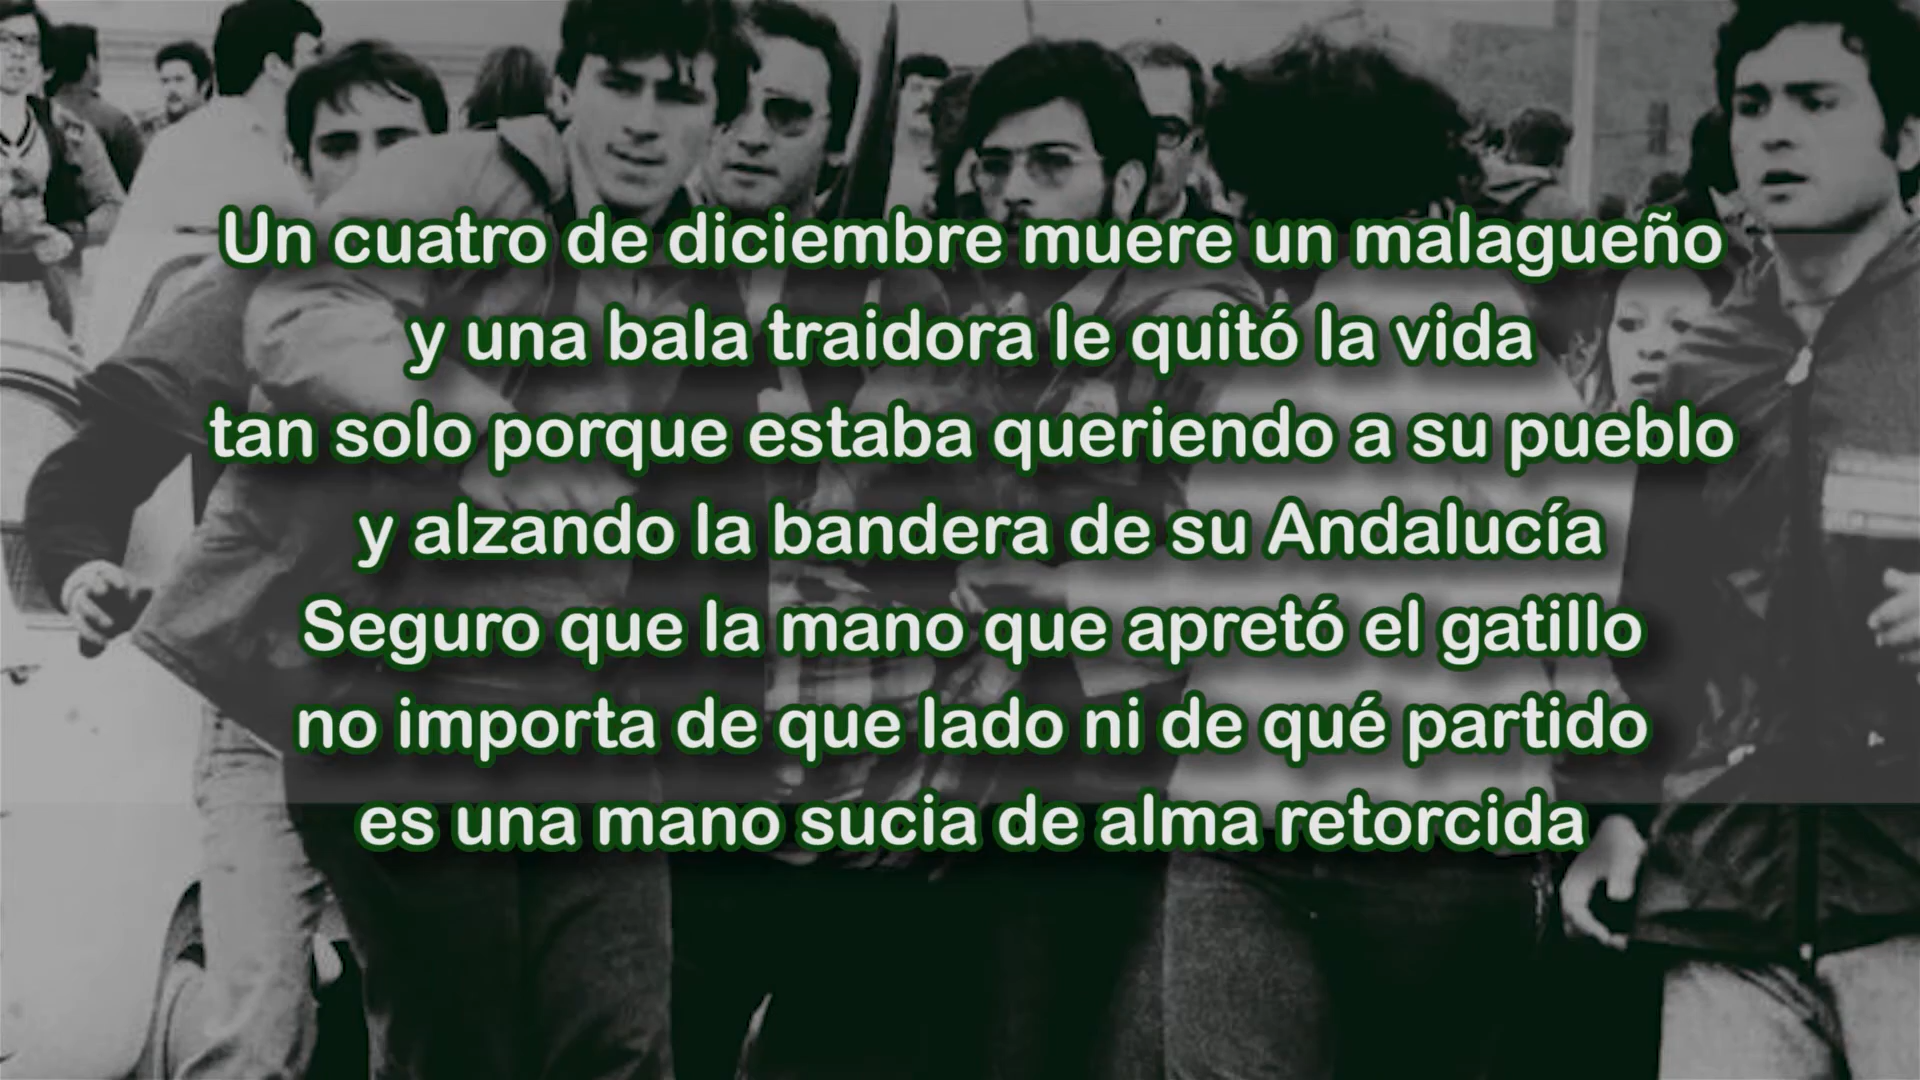 Un cuatro de diciembre muere un malagueño
y una bala traidora le quitó la vida
tan solo porque estaba queriendo a su pueblo
y alzando la bandera de su Andalucía
Seguro que la mano que apretó el gatillo
no importa de que lado ni de qué partido
es una mano sucia de alma retorcida